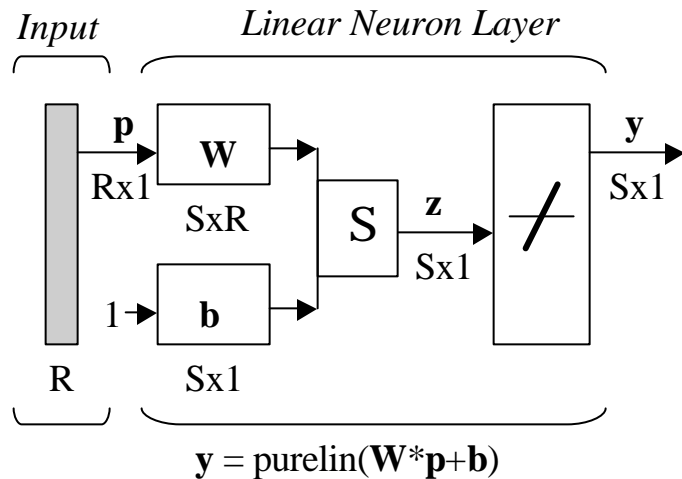 Input
Linear Neuron Layer
p
W
y
Rx1
Sx1
SxR
S
z
Sx1
1
b
R
Sx1
y = purelin(W*p+b)